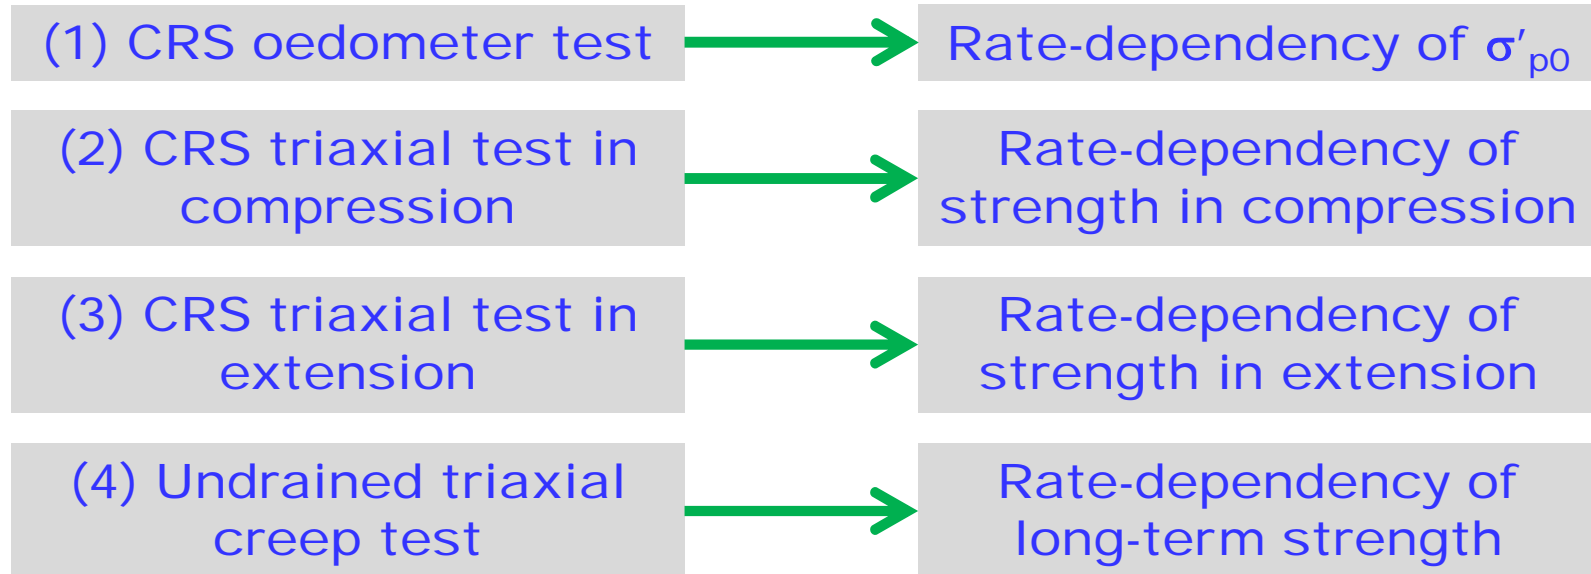 (1) CRS oedometer test
Rate-dependency of σ′p0
(2) CRS triaxial test in
compression
Rate-dependency of
strength in compression
(3) CRS triaxial test in
extension
Rate-dependency of
strength in extension
(4) Undrained triaxial
creep test
Rate-dependency of
long-term strength